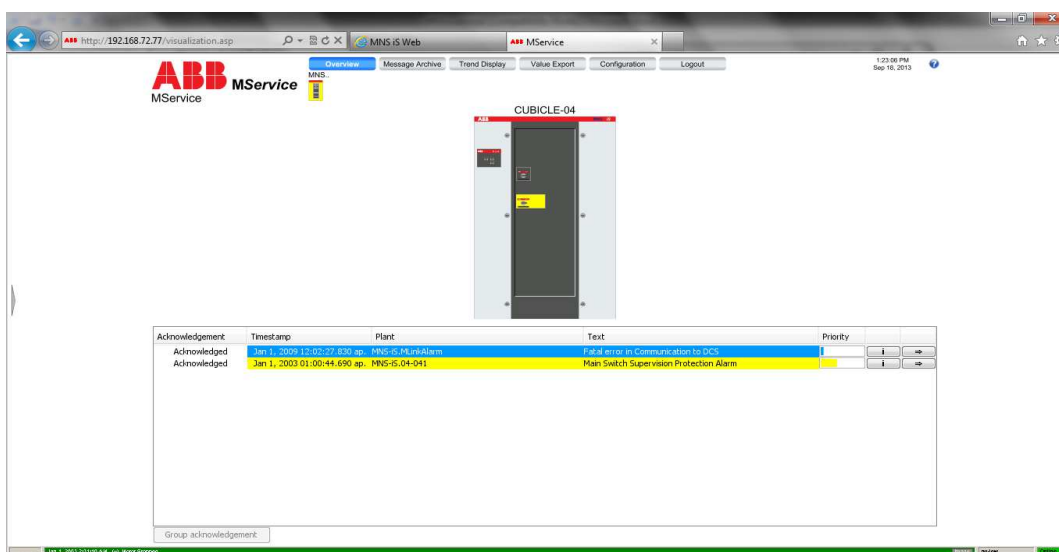 http://192.168.72.77/visualization.asp
MNS iS Web
ABB MService
ABB MService
MService
Overview
Message Archive
Trend Display
Value Export
Configuration
Logout
1:23:06 PM
Sep 18, 2013
MNS..
CUBICLE-04
ABB
Acknowledgement Timestamp Plant Text Priority
Acknowledged Jan 1, 2009 12:02:27.830 ap. MNS-iS.MLinkAlarm Fatal error in Communication to DCS i
Acknowledged Jan 1, 2003 01:00:44.690 ap. MNS-iS.04-041 Main Switch Supervision Protection Alarm i
Group acknowledgement